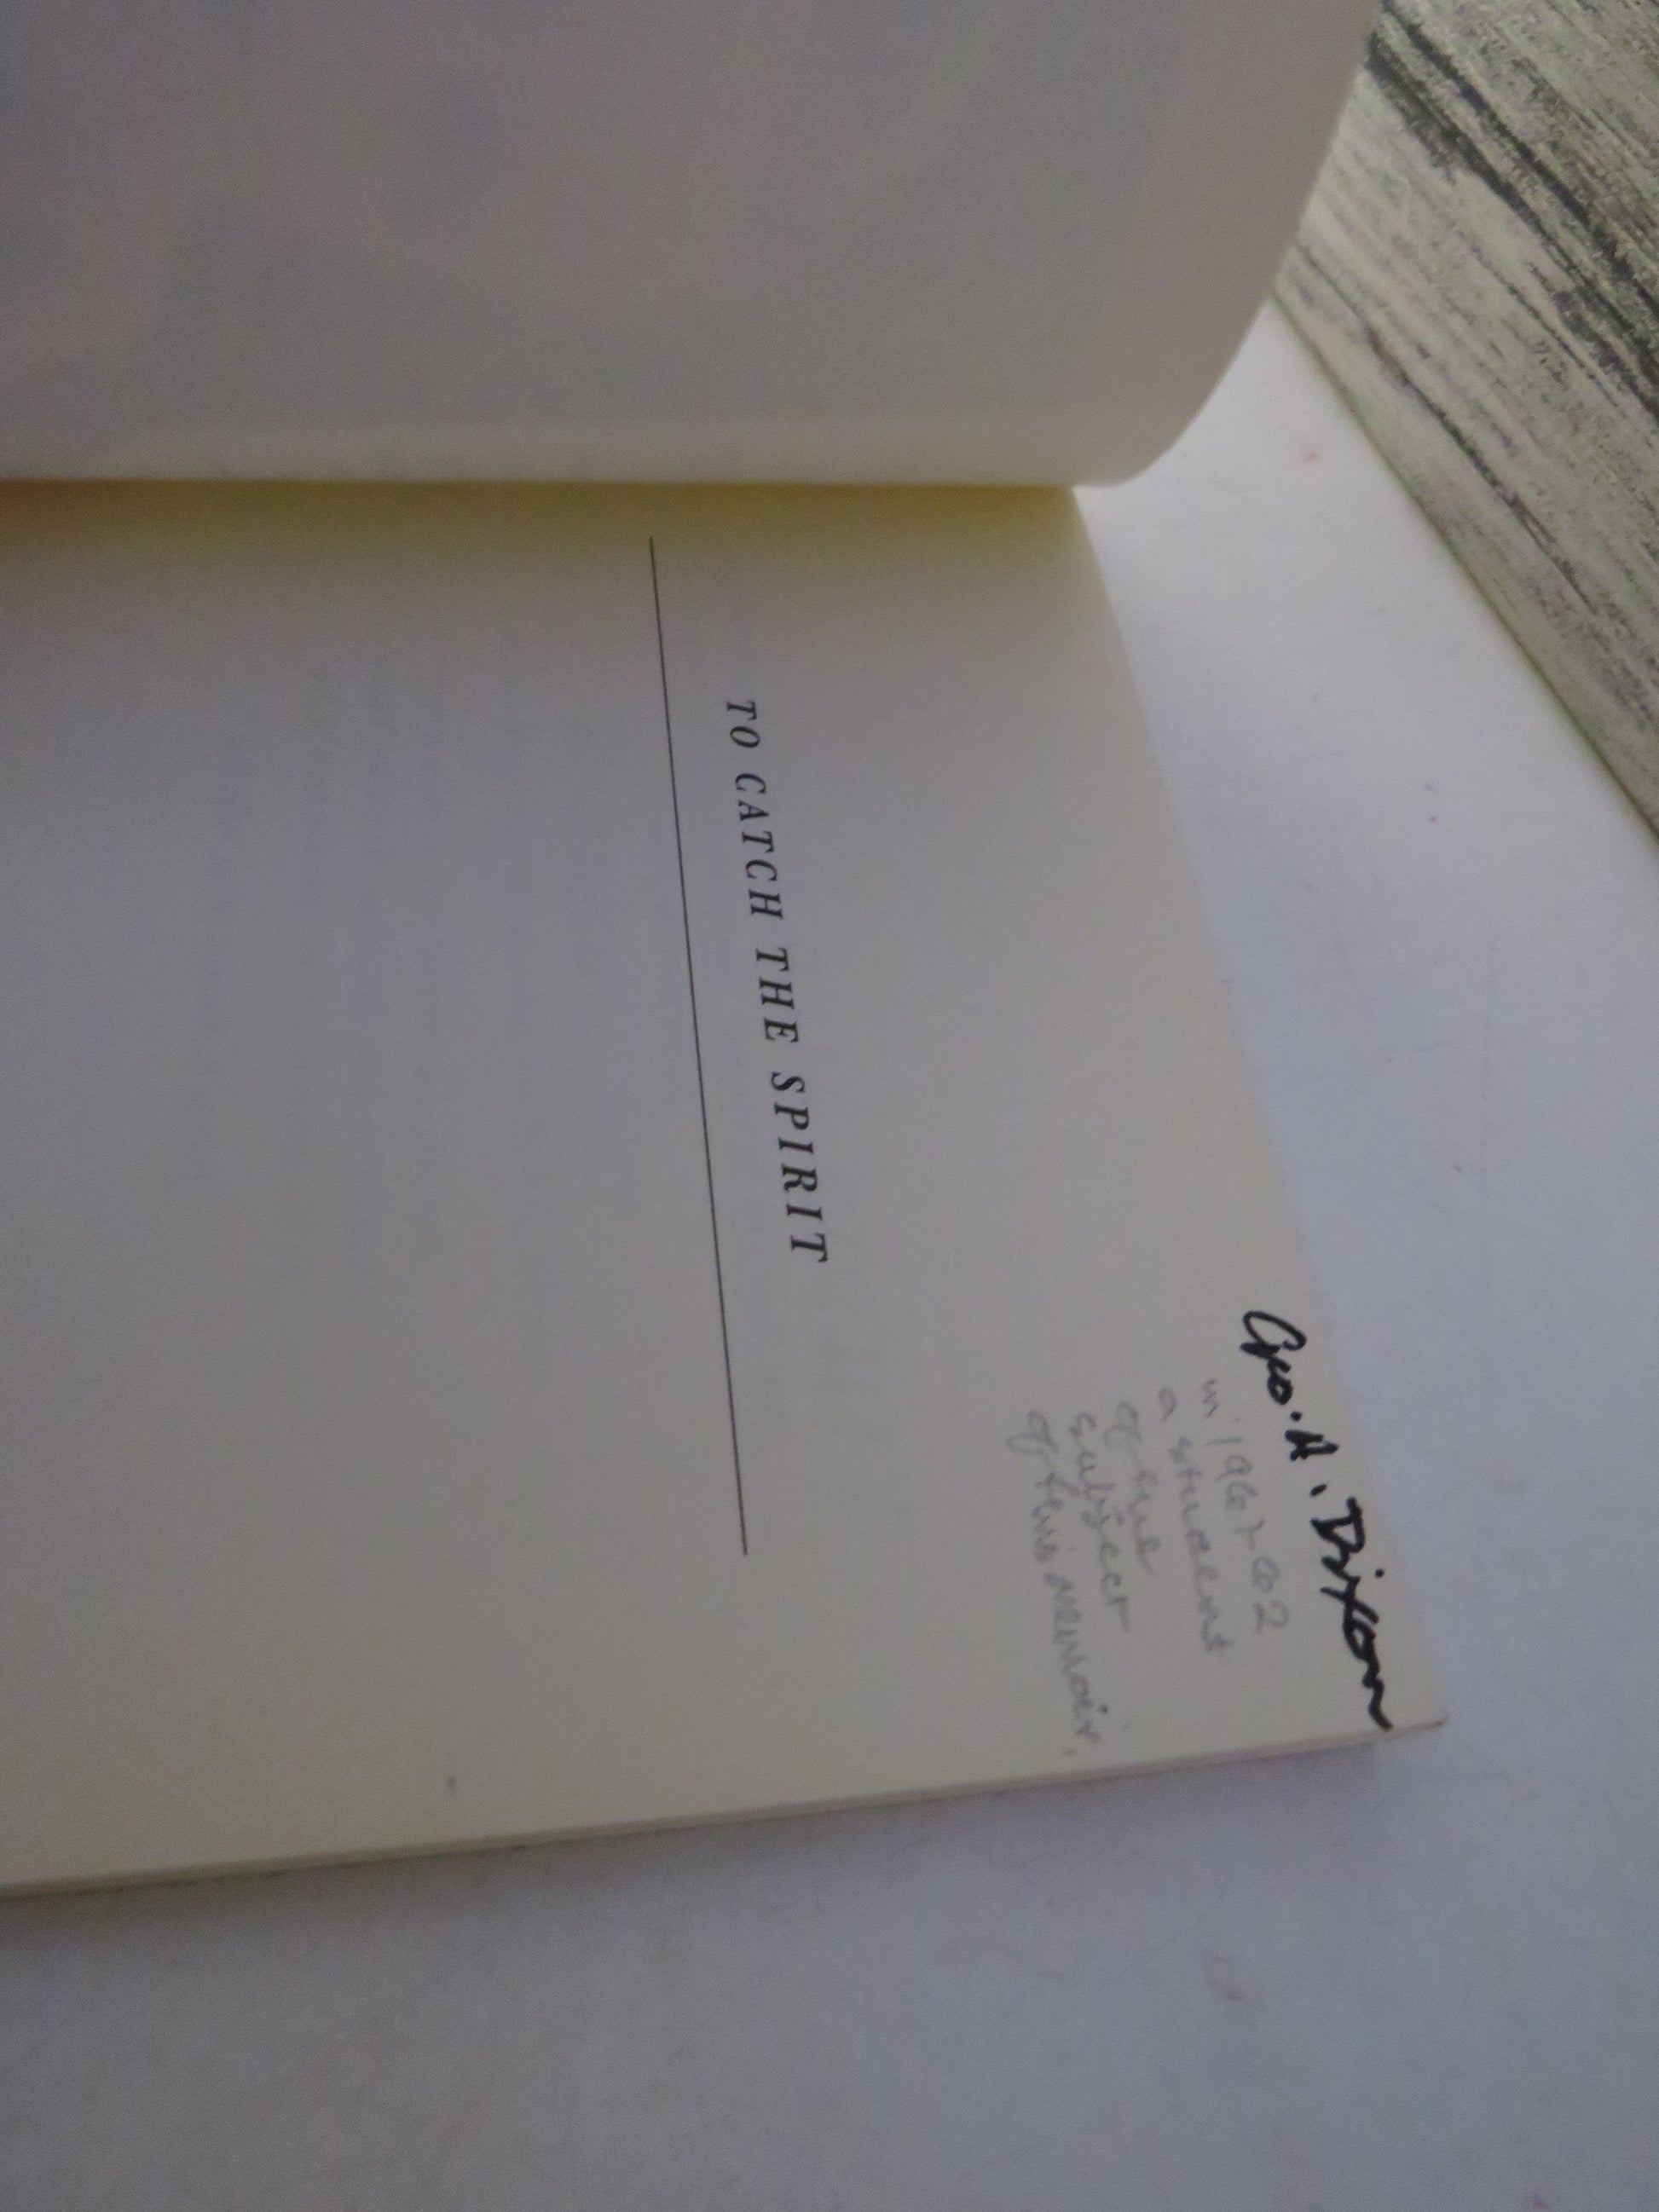 Geo. A. Dixon
in 1961 & 62
a student
of the
subject
of this memoir.
TO CATCH THE SPIRIT